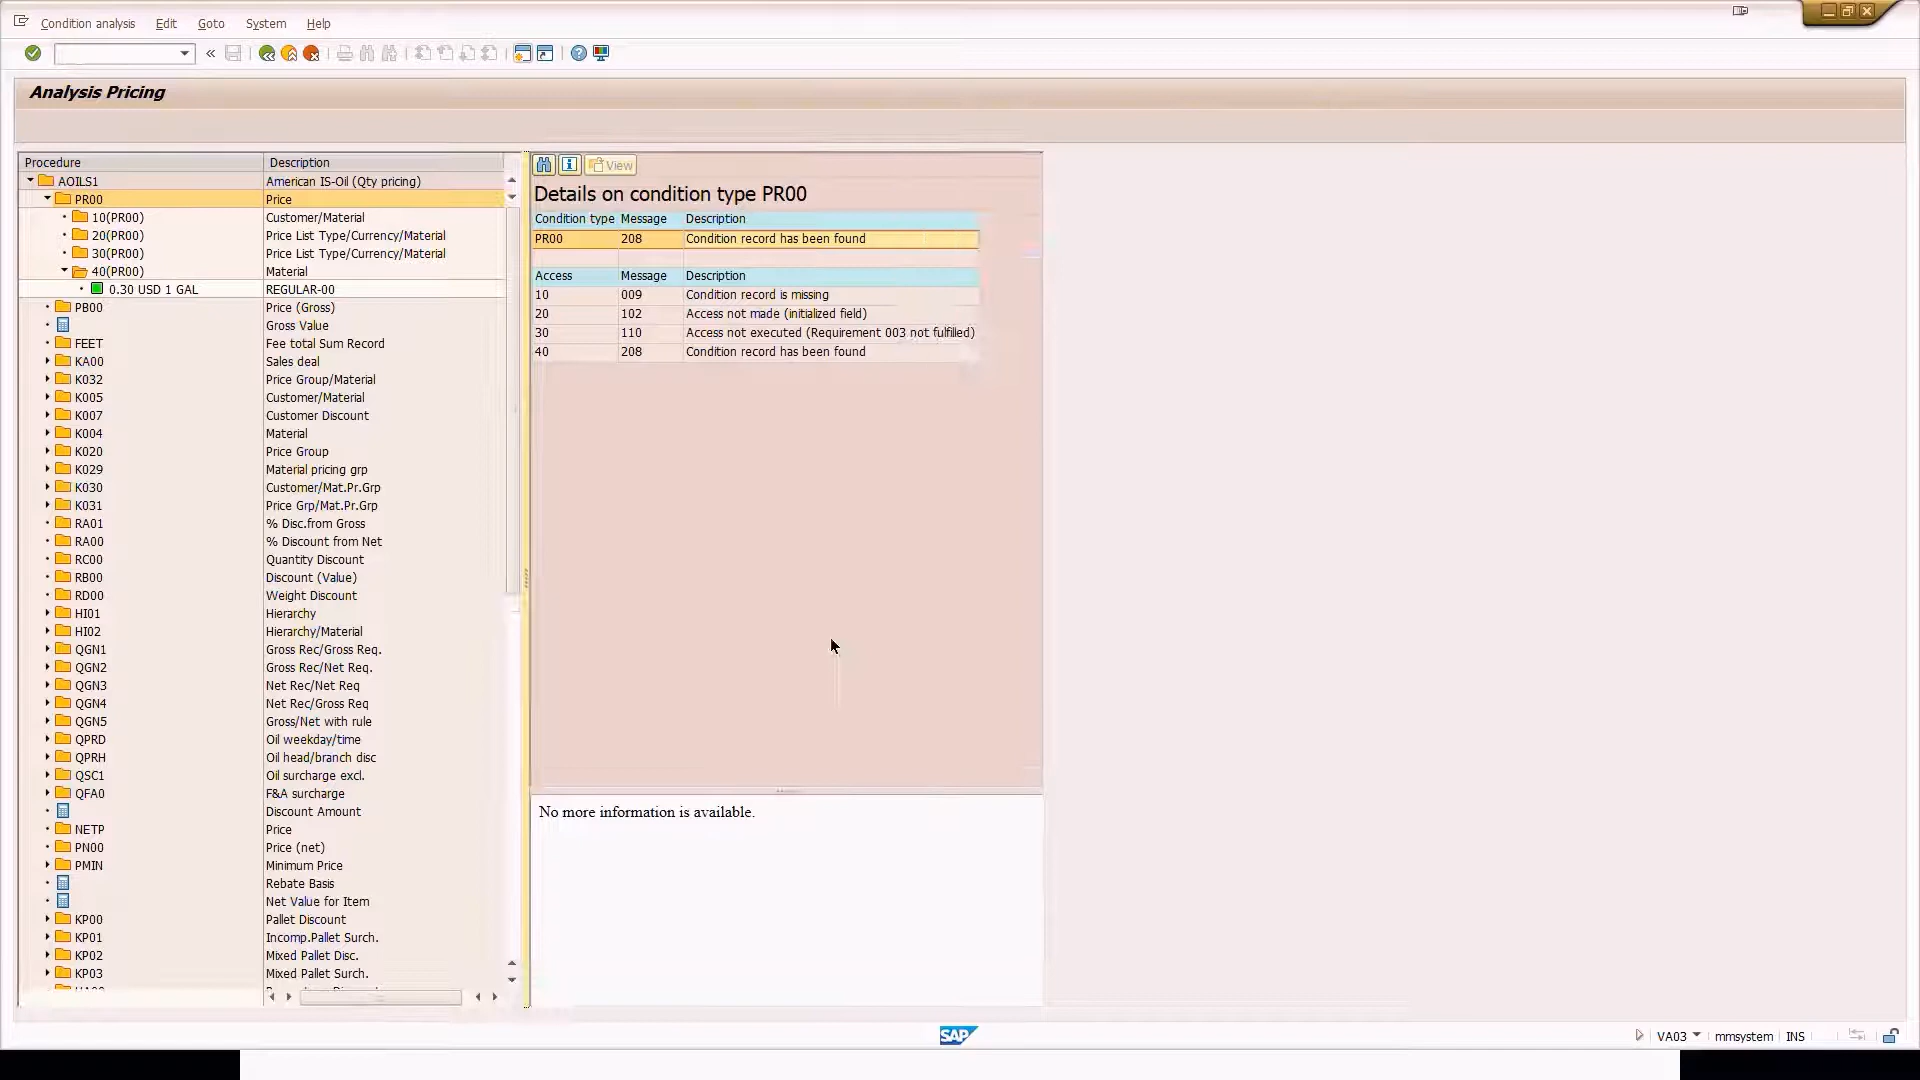 Condition analysis Edit Goto System Help
Analysis Pricing
Procedure Description
AOILS1 American IS-Oil (Qty pricing)
PR00 Price
10(PR00) Customer/Material
20(PR00) Price List Type/Currency/Material
30(PR00) Price List Type/Currency/Material
40(PR00) Material
0.30 USD 1 GAL REGULAR-00
PB00 Price (Gross)
Gross Value
FEET Fee total Sum Record
KA00 Sales deal
K032 Price Group/Material
K005 Customer/Material
K007 Customer Discount
K004 Material
K020 Price Group
K029 Material pricing grp
K030 Customer/Mat.Pr.Grp
K031 Price Grp/Mat.Pr.Grp
RA01 % Disc.from Gross
RA00 % Discount from Net
RC00 Quantity Discount
RB00 Discount (Value)
RD00 Weight Discount
HI01 Hierarchy
HI02 Hierarchy/Material
QGN1 Gross Rec/Gross Req.
QGN2 Gross Rec/Net Req.
QGN3 Net Rec/Net Req
QGN4 Net Rec/Gross Req
QGN5 Gross/Net with rule
QPRD Oil weekday/time
QPRH Oil head/branch disc
QSC1 Oil surcharge excl.
QFA0 F&A surcharge
Discount Amount
NETP Price
PN00 Price (net)
PMIN Minimum Price
Rebate Basis
Net Value for Item
KP00 Pallet Discount
KP01 Incomp.Pallet Surch.
KP02 Mixed Pallet Disc.
KP03 Mixed Pallet Surch.
View
Details on condition type PR00
Condition type Message Description
PR00 208 Condition record has been found
Access Message Description
10 009 Condition record is missing
20 102 Access not made (initialized field)
30 110 Access not executed (Requirement 003 not fulfilled)
40 208 Condition record has been found
No more information is available.
SAP
VA03 mmsystem INS